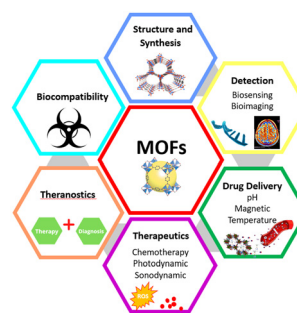 Structure and
Synthesis
Detection
Biosensing
Bioimaging
Biocompatibility
MOFs
Drug Delivery
pH
Magnetic
Temperature
Theranostics
Therapy
+
Diagnosis
Therapeutics
Chemotherapy
Photodynamic
Sonodynamic
ROS